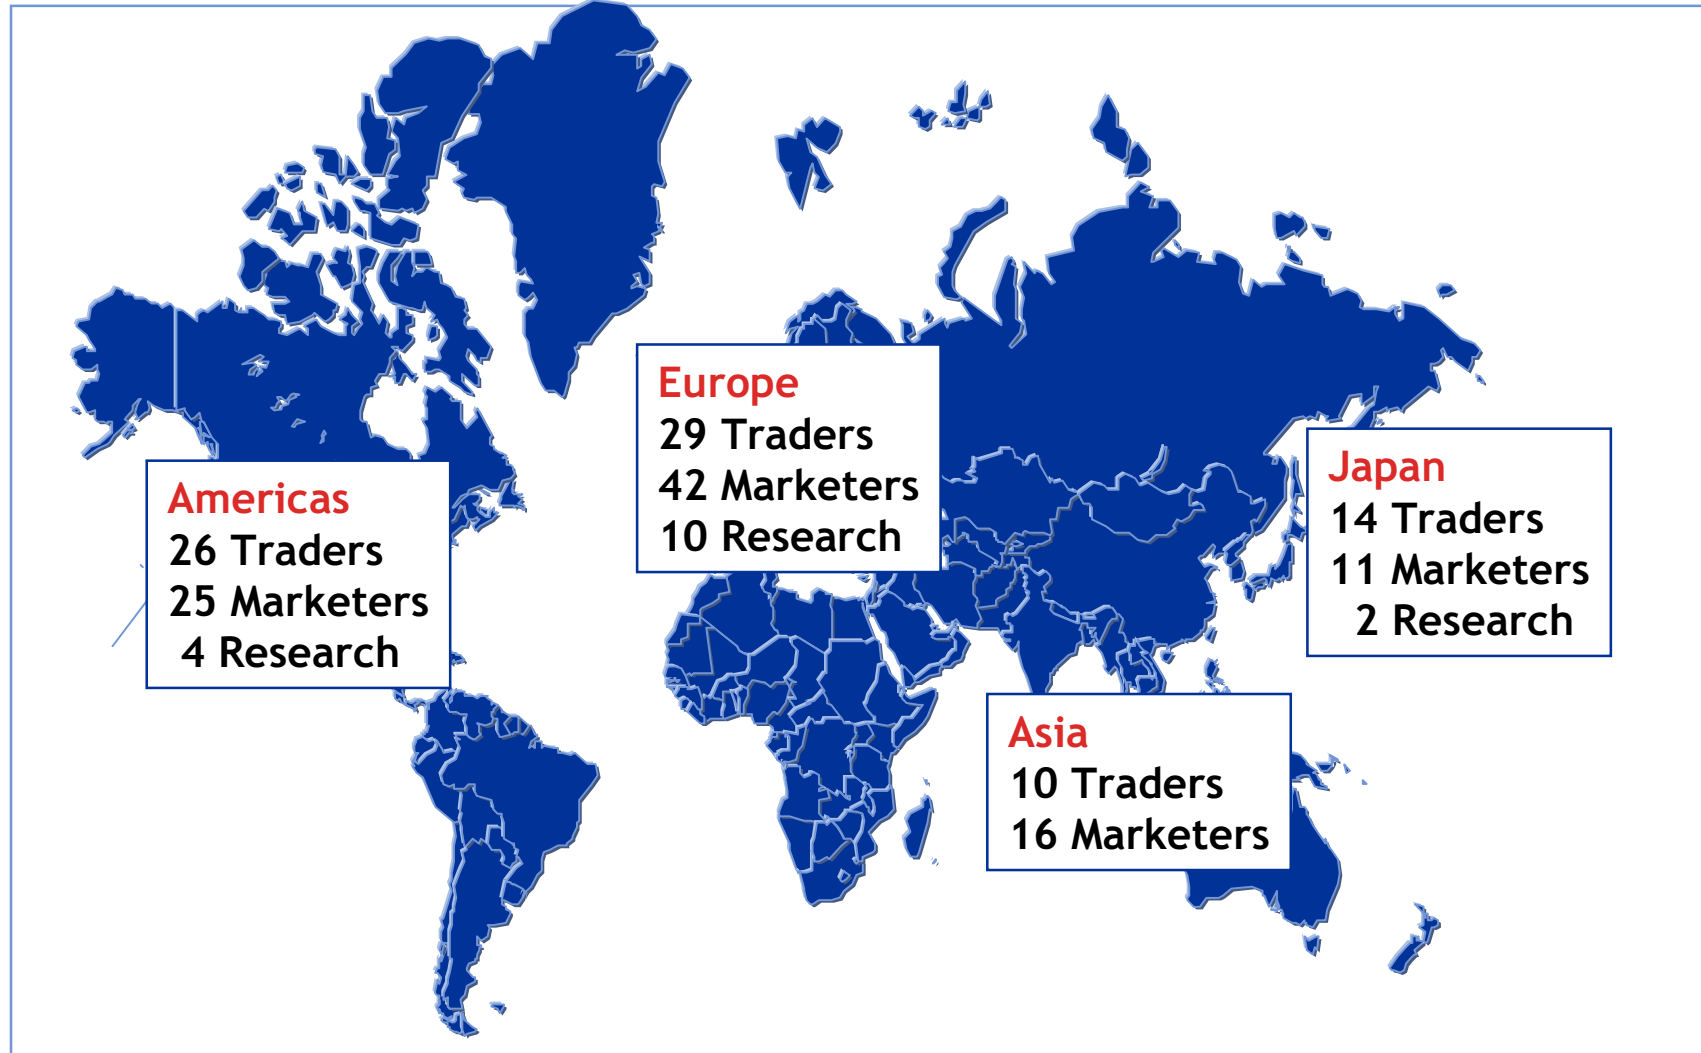 Americas
26 Traders
25 Marketers
4 Research
Europe
29 Traders
42 Marketers
10 Research
Japan
14 Traders
11 Marketers
2 Research
Asia
10 Traders
16 Marketers